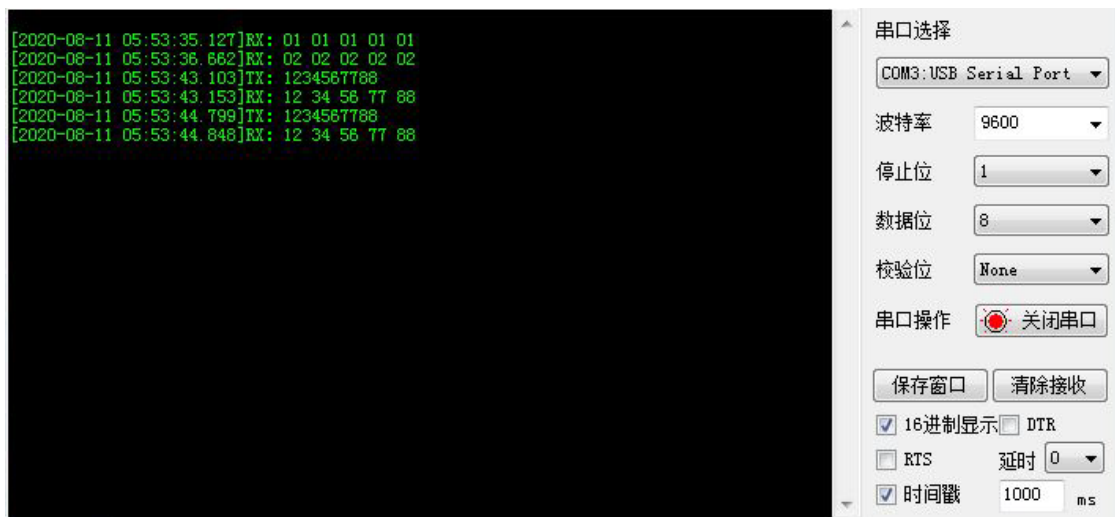 [2020-08-11 05:53:35.127]RX: 01 01 01 01 01
[2020-08-11 05:53:36.662]RX: 02 02 02 02 02
[2020-08-11 05:53:43.103]TX: 1234567788
[2020-08-11 05:53:43.153]RX: 12 34 56 77 88
[2020-08-11 05:53:44.799]TX: 1234567788
[2020-08-11 05:53:44.848]RX: 12 34 56 77 88
串口选择
COM3:USB Serial Port
波特率 9600
停止位 1
数据位 8
校验位 None
串口操作 关闭串口
保存窗口 清除接收
16进制显示 DTR
RTS 延时 0
时间戳 1000 ms